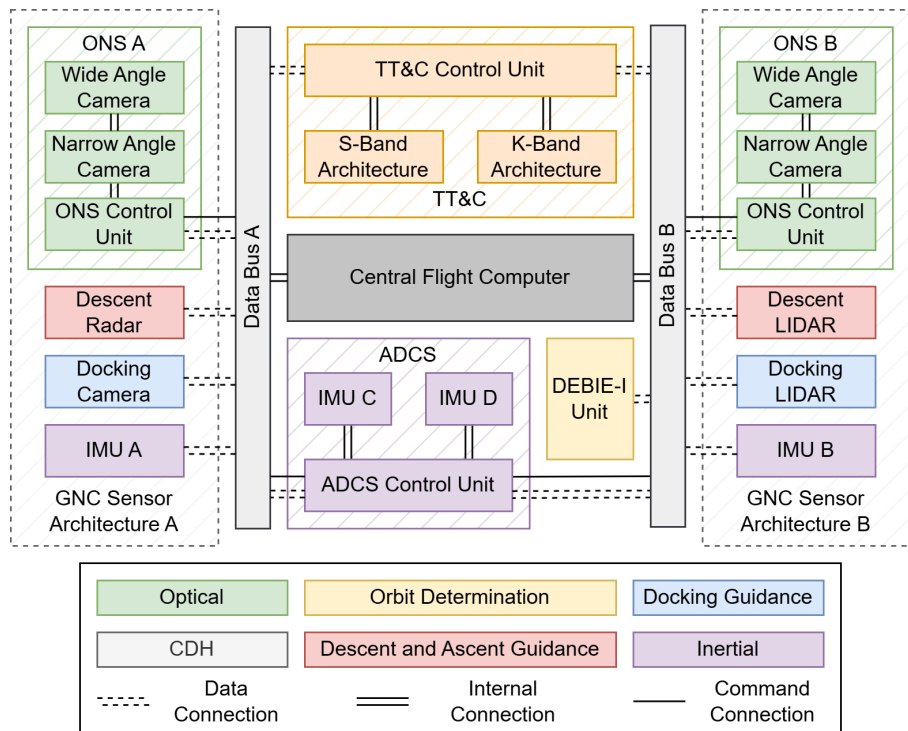 ONS A
Wide Angle
Camera
Narrow Angle
Camera
ONS Control
Unit
Descent
Radar
Docking
Camera
IMU A
GNC Sensor
Architecture A
Data Bus A
TT&C Control Unit
S-Band
Architecture
K-Band
Architecture
TT&C
Central Flight Computer
ADCS
IMU C
IMU D
ADCS Control Unit
DEBIE-I
Unit
Data Bus B
ONS B
Wide Angle
Camera
Narrow Angle
Camera
ONS Control
Unit
Descent
LIDAR
Docking
LIDAR
IMU B
GNC Sensor
Architecture B
Optical
Orbit Determination
Docking Guidance
CDH
Descent and Ascent Guidance
Inertial
Data
Connection
Internal
Connection
Command
Connection